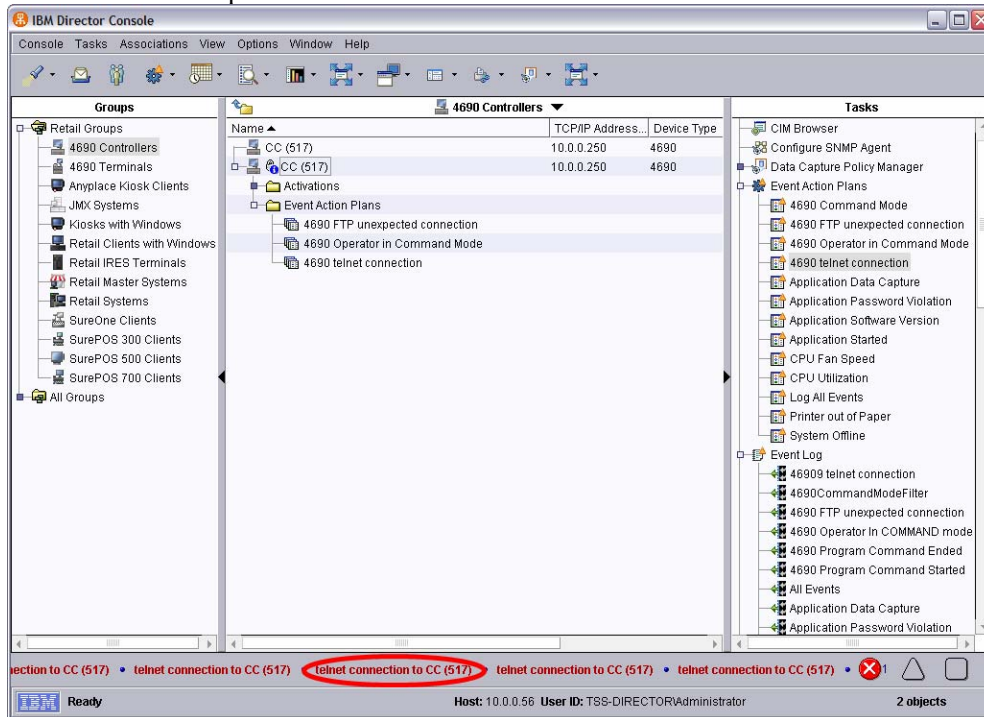 IBM Director Console
Console Tasks Associations View Options Window Help
Groups
Retail Groups
4690 Controllers
4690 Terminals
Anyplace Kiosk Clients
JMX Systems
Kiosks with Windows
Retail Clients with Windows
Retail IRES Terminals
Retail Master Systems
Retail Systems
SureOne Clients
SurePOS 300 Clients
SurePOS 500 Clients
SurePOS 700 Clients
All Groups
4690 Controllers
Name TCP/IP Address... Device Type
CC (517) 10.0.0.250 4690
CC (517) 10.0.0.250 4690
Activations
Event Action Plans
4690 FTP unexpected connection
4690 Operator in Command Mode
4690 telnet connection
Tasks
CIM Browser
Configure SNMP Agent
Data Capture Policy Manager
Event Action Plans
4690 Command Mode
4690 FTP unexpected connection
4690 Operator in Command Mode
4690 telnet connection
Application Data Capture
Application Password Violation
Application Software Version
Application Started
CPU Fan Speed
CPU Utilization
Log All Events
Printer out of Paper
System Offline
Event Log
46909 telnet connection
4690CommandModeFilter
4690 FTP unexpected connection
4690 Operator In COMMAND mode
4690 Program Command Ended
4690 Program Command Started
All Events
Application Data Capture
Application Password Violation
nection to CC (517) • telnet connection to CC (517) telnet connection to CC (517) • telnet connection to CC (517) • telnet connection to CC (517) • 1
IBM Ready Host: 10.0.0.56 User ID: TSS-DIRECTOR\Administrator 2 objects